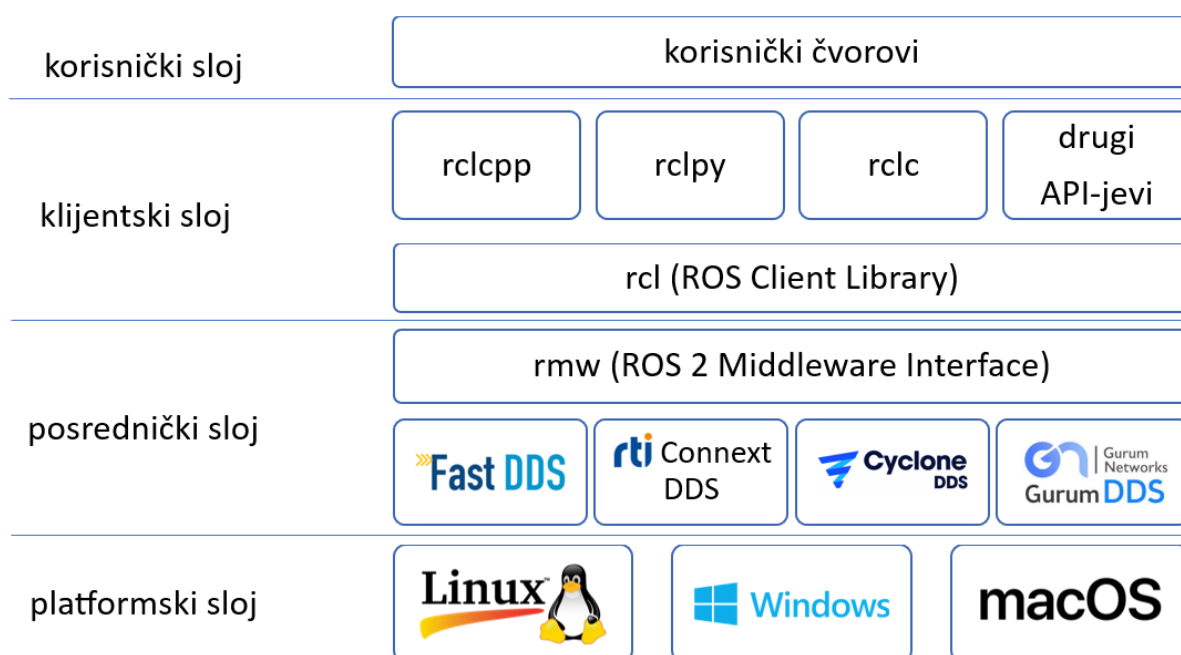 korisnički sloj
korisnički čvorovi
klijentski sloj
rclcpp
rclpy
rclc
drugi
API-jevi
rcl (ROS Client Library)
posrednički sloj
rmw (ROS 2 Middleware Interface)
Fast DDS
rti Connext
DDS
Cyclone
DDS
Gurum
Networks
Gurum DDS
platformski sloj
Linux
Windows
macOS